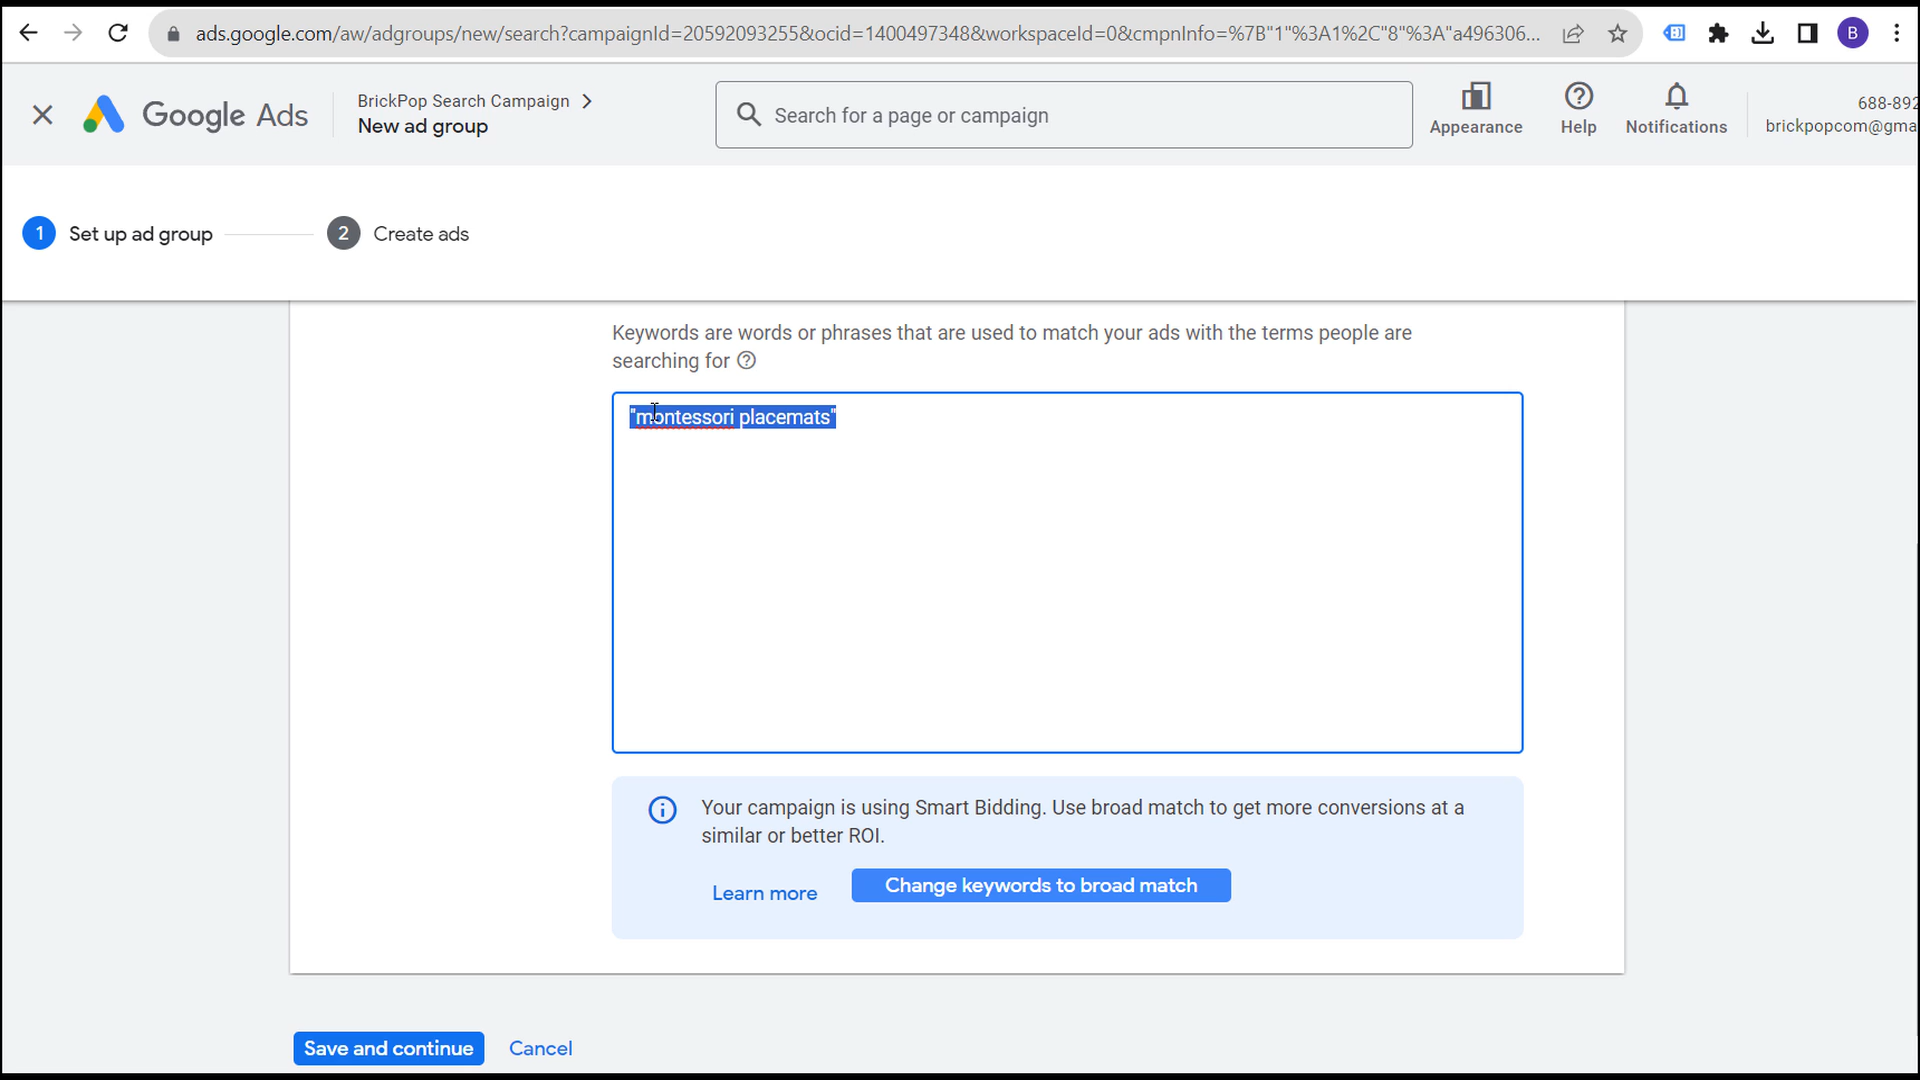 ads.google.com/aw/adgroups/new/search?campaignId=20592093255&ocid=1400497348&workspaceId=0&cmpnInfo=%7B"1"%3A1%2C"8"%3A"a496306...
B
Google Ads
BrickPop Search Campaign
New ad group
Search for a page or campaign
Appearance
Help
Notifications
688-892
brickpopcom@gma
1 Set up ad group
2 Create ads
Keywords are words or phrases that are used to match your ads with the terms people are
searching for
"montessori placemats"
Your campaign is using Smart Bidding. Use broad match to get more conversions at a
similar or better ROI.
Learn more
Change keywords to broad match
Save and continue
Cancel